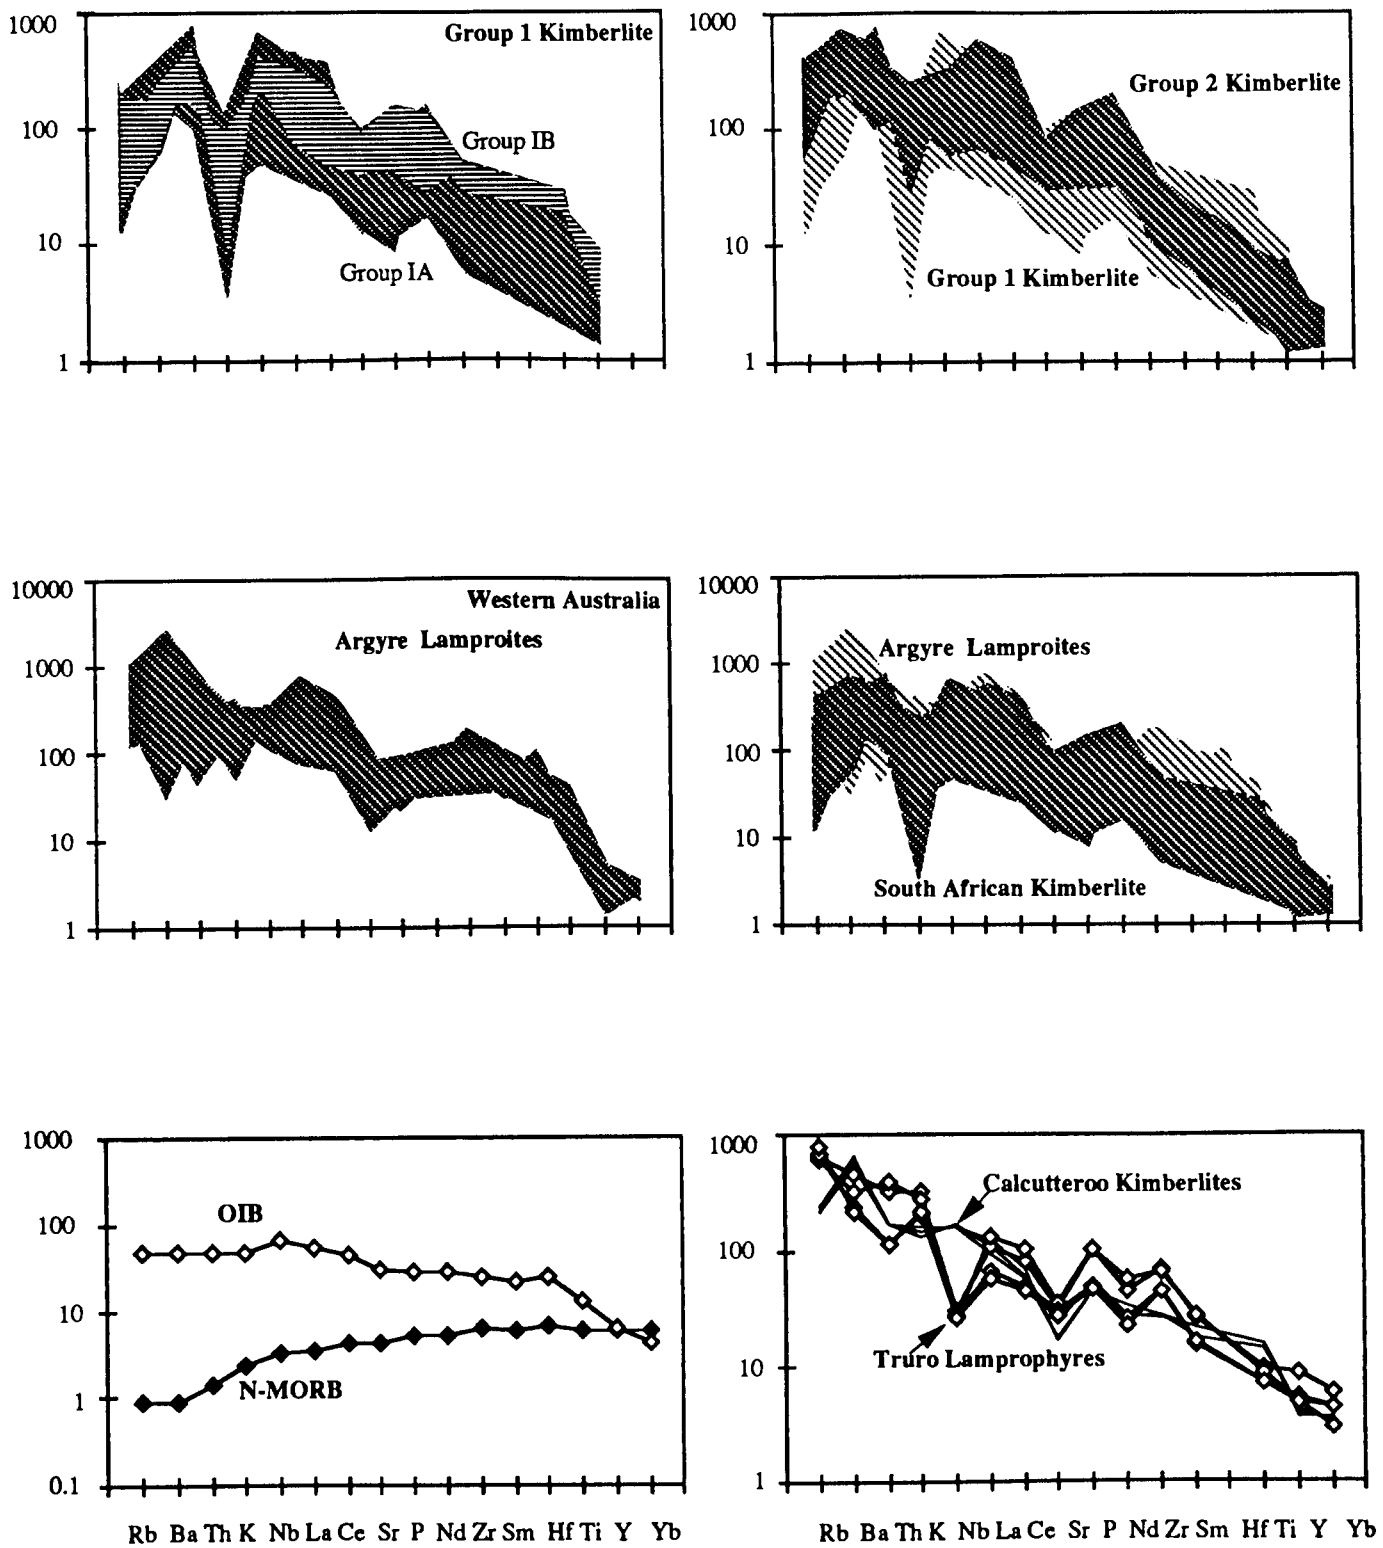 1000
100
10
1
Group 1 Kimberlite
Group IB
Group IA
1000
100
10
1
Group 2 Kimberlite
Group 1 Kimberlite
10000
1000
100
10
1
Western Australia
Argyre Lamproites
10000
1000
100
10
1
Argyre Lamproites
South African Kimberlite
1000
100
10
1
0.1
OIB
N-MORB
Rb Ba Th K Nb La Ce Sr P Nd Zr Sm Hf Ti Y Yb
1000
100
10
1
Calcutteroo Kimberlites
Truro Lamprophyres
Rb Ba Th K Nb La Ce Sr P Nd Zr Sm Hf Ti Y Yb